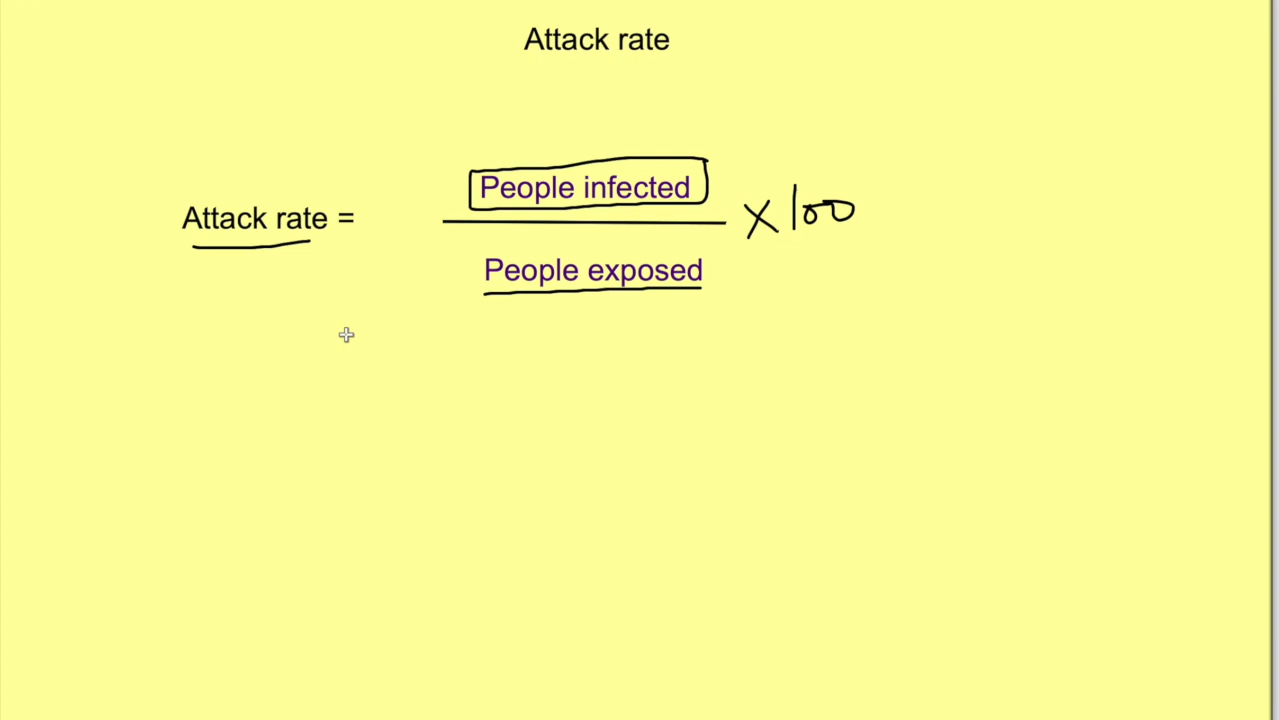 Attack rate
People infected
Attack rate = x 100
People exposed